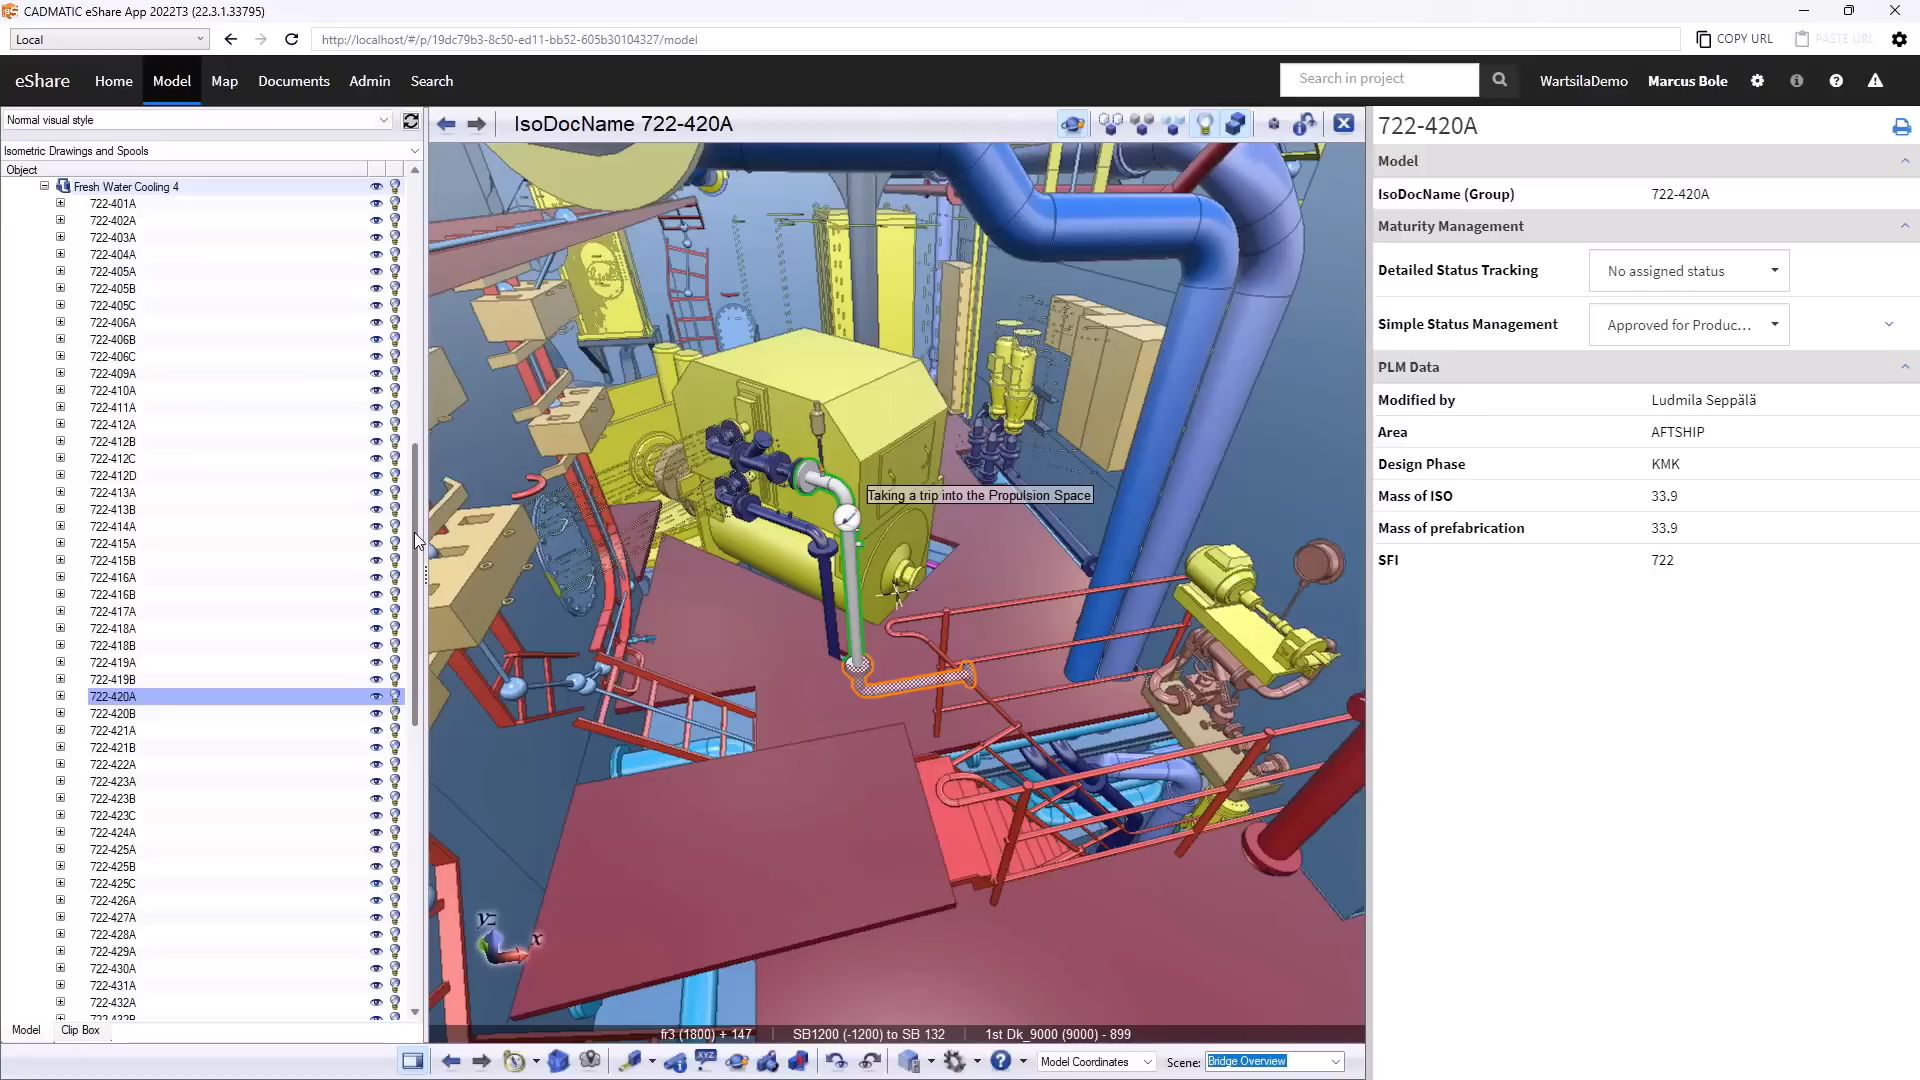 CADMATIC eShare App 2022T3 (22.3.1.33795)
Local
http://localhost/#/p/19dc79b3-8c50-ed11-bb52-605b30104327/model
COPY URL
PASTE URL
eShare
Home
Model
Map
Documents
Admin
Search
Search in project
WartsilaDemo
Marcus Bole
Normal visual style
Isometric Drawings and Spools
Object
Fresh Water Cooling 4
722-401A
722-402A
722-403A
722-404A
722-405A
722-405B
722-405C
722-406A
722-406B
722-406C
722-409A
722-410A
722-411A
722-412A
722-412B
722-412C
722-412D
722-413A
722-413B
722-414A
722-415A
722-415B
722-416A
722-416B
722-417A
722-418A
722-418B
722-419A
722-419B
722-420A
722-420B
722-421A
722-421B
722-422A
722-423A
722-423B
722-423C
722-424A
722-425A
722-425B
722-425C
722-426A
722-427A
722-428A
722-429A
722-430A
722-431A
722-432A
722-432B
Model
Clip Box
IsoDocName 722-420A
Taking a trip into the Propulsion Space
yz
x
fr3 (1800) + 147
SB1200 (-1200) to SB 132
1st Dk_9000 (9000) - 899
XYZ
Model Coordinates
Scene:
Bridge Overview
722-420A
Model
IsoDocName (Group)
722-420A
Maturity Management
Detailed Status Tracking
No assigned status
Simple Status Management
Approved for Produc...
PLM Data
Modified by
Ludmila Seppälä
Area
AFTSHIP
Design Phase
KMK
Mass of ISO
33.9
Mass of prefabrication
33.9
SFI
722